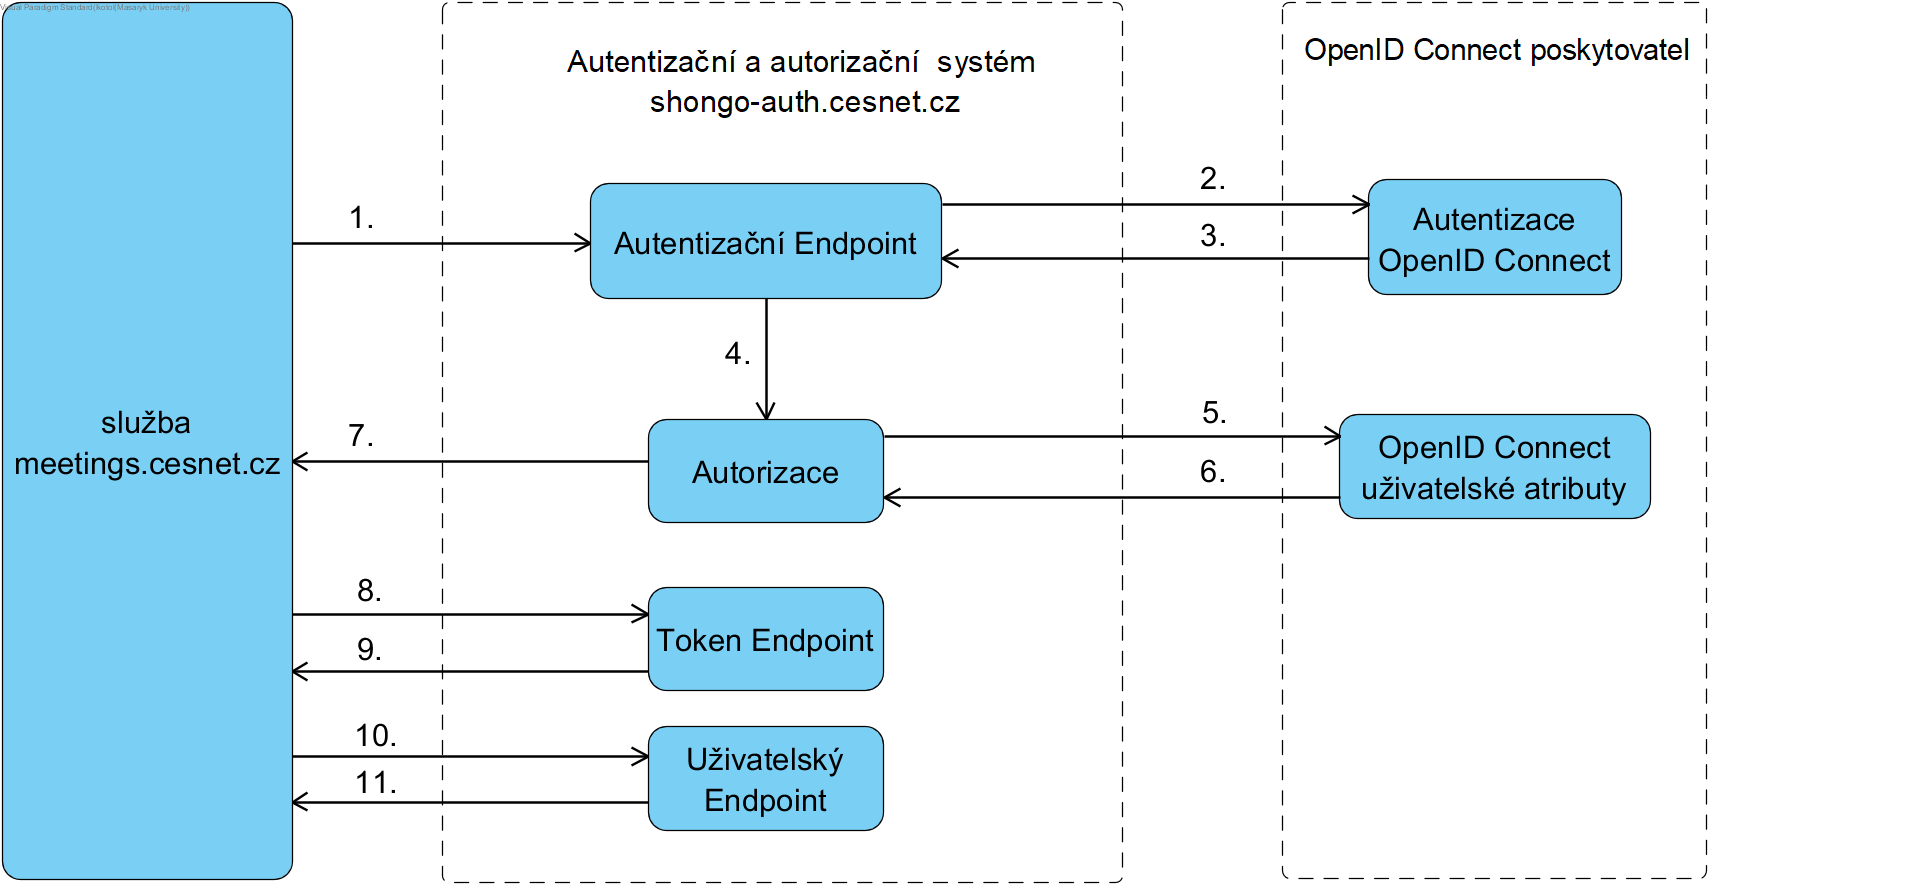 Visual Paradigm Standard(koto(Masaryk University))
Autentizační a autorizační systém
shongo-auth.cesnet.cz
OpenID Connect poskytovatel
1.
Autentizační Endpoint
2.
3.
Autentizace
OpenID Connect
4.
služba
meetings.cesnet.cz
7.
Autorizace
5.
6.
OpenID Connect
uživatelské atributy
8.
9.
Token Endpoint
10.
11.
Uživatelský
Endpoint